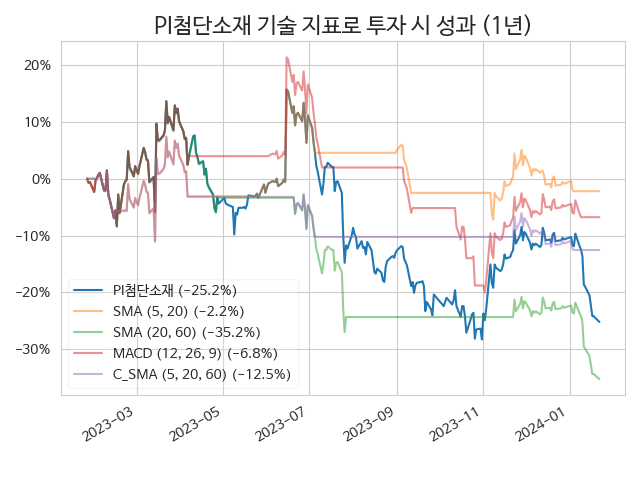 PI첨단소재 기술 지표로 투자 시 성과 (1년)
20%
10%
0%
−10%
−20%
−30%
PI첨단소재 (−25.2%)
SMA (5, 20) (−2.2%)
SMA (20, 60) (−35.2%)
MACD (12, 26, 9) (−6.8%)
C_SMA (5, 20, 60) (−12.5%)
2023−03
2023−05
2023−07
2023−09
2023−11
2024−01